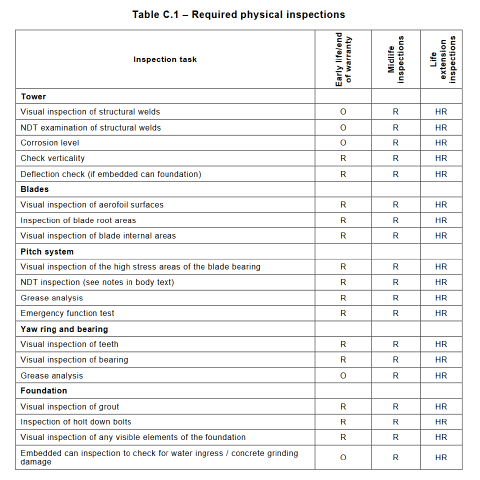 Table C.1 – Required physical inspections
Inspection task Early life/end of warranty Midlife inspections Life extension inspections
Tower
Visual inspection of structural welds O R HR
NDT examination of structural welds O R HR
Corrosion level O R HR
Check verticality R R HR
Deflection check (if embedded can foundation) R R HR
Blades
Visual inspection of aerofoil surfaces R R HR
Inspection of blade root areas R R HR
Visual inspection of blade internal areas R R HR
Pitch system
Visual inspection of the high stress areas of the blade bearing R R HR
NDT inspection (see notes in body text) R R HR
Grease analysis R R HR
Emergency function test R R HR
Yaw ring and bearing
Visual inspection of teeth R R HR
Visual inspection of bearing R R HR
Grease analysis O R HR
Foundation
Visual inspection of grout R R HR
Inspection of holt down bolts R R HR
Visual inspection of any visible elements of the foundation R R HR
Embedded can inspection to check for water ingress / concrete grinding
damage O R HR